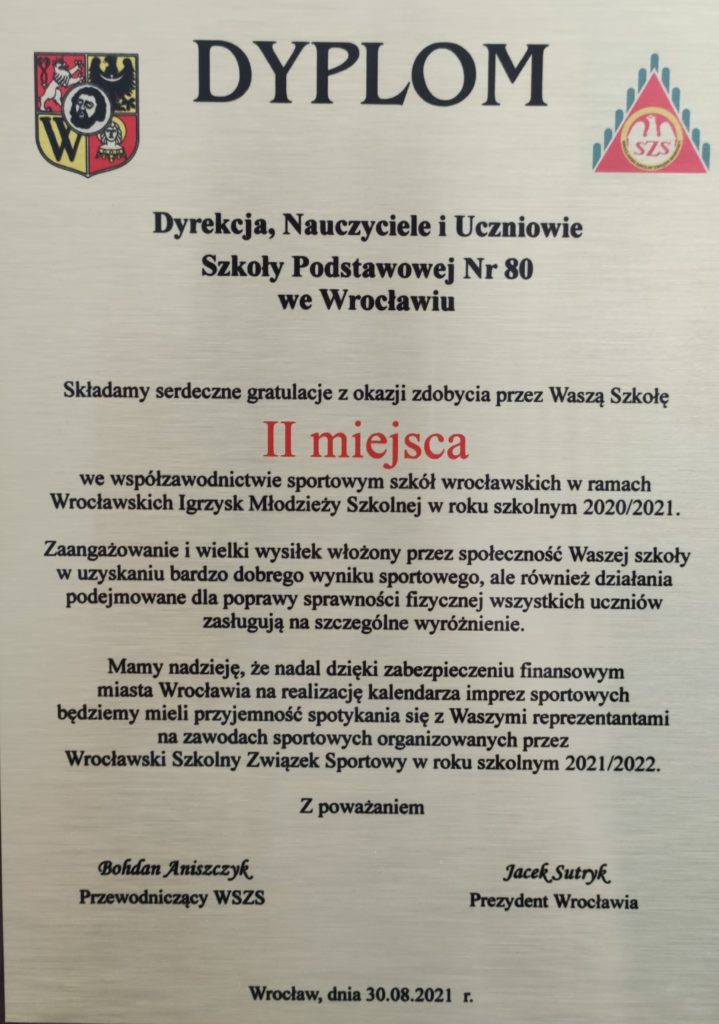 DYPLOM
W
SZS
Dyrekcja, Nauczyciele i Uczniowie
Szkoły Podstawowej Nr 80
we Wrocławiu
Składamy serdeczne gratulacje z okazji zdobycia przez Waszą Szkołę
II miejsca
we współzawodnictwie sportowym szkół wrocławskich w ramach
Wrocławskich Igrzysk Młodzieży Szkolnej w roku szkolnym 2020/2021.
Zaangażowanie i wielki wysiłek włożony przez społeczność Waszej szkoły
w uzyskaniu bardzo dobrego wyniku sportowego, ale również działania
podejmowane dla poprawy sprawności fizycznej wszystkich uczniów
zasługują na szczególne wyróżnienie.
Mamy nadzieję, że nadal dzięki zabezpieczeniu finansowym
miasta Wrocławia na realizację kalendarza imprez sportowych
będziemy mieli przyjemność spotykania się z Waszymi reprezentantami
na zawodach sportowych organizowanych przez
Wrocławski Szkolny Związek Sportowy w roku szkolnym 2021/2022.
Z poważaniem
Bohdan Aniszczyk
Przewodniczący WSZS
Jacek Sutryk
Prezydent Wrocławia
Wrocław, dnia 30.08.2021 r.